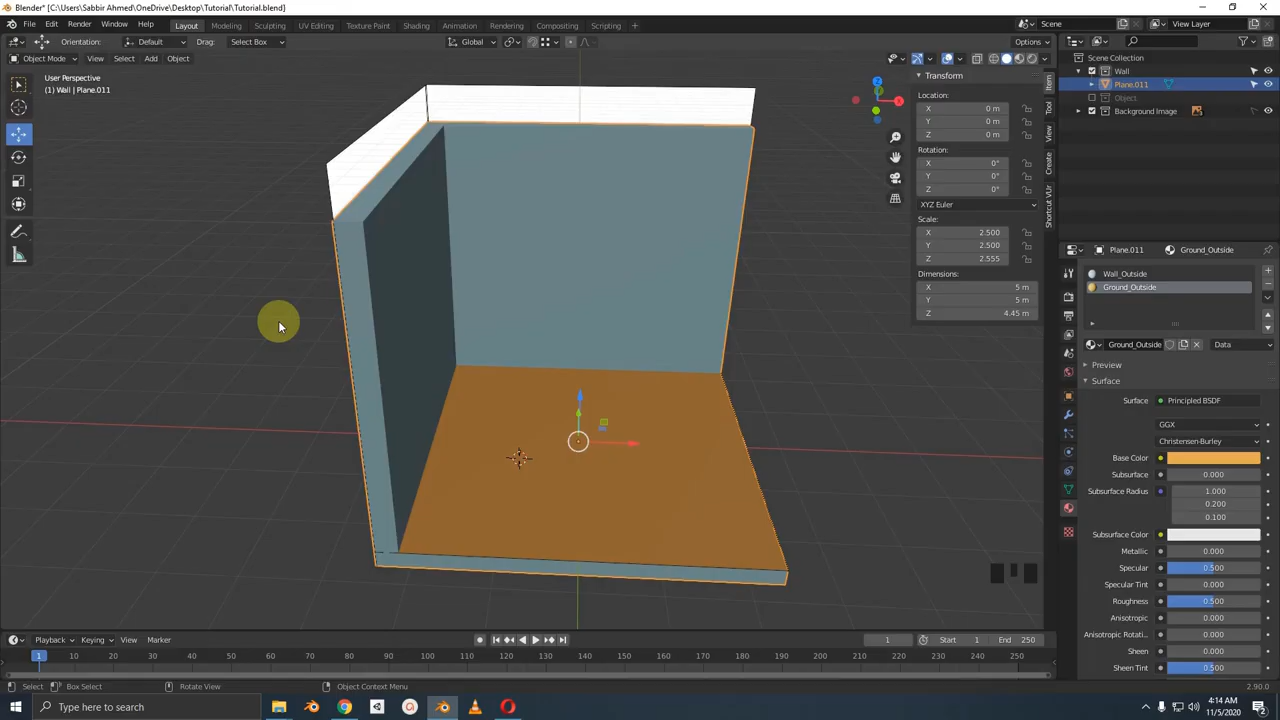 Blender* [C:\Users\Sabbir Ahmed\OneDrive\Desktop\Tutorial\Tutorial.blend]
File Edit Render Window Help Layout Modeling Sculpting UV Editing Texture Paint Shading Animation Rendering Compositing Scripting + Scene View Layer
Orientation: Default Drag: Select Box Global Options
Object Mode View Select Add Object
User Perspective
(1) Wall | Plane.011
Transform
Location:
X 0 m
Y 0 m
Z 0 m
Rotation:
X 0°
Y 0°
Z 0°
XYZ Euler
Scale:
X 2.500
Y 2.500
Z 2.555
Dimensions:
X 5 m
Y 5 m
Z 4.45 m
Item
Tool
View
Create
Shortcut VUr
X
Z
Scene Collection
Wall
Plane.011
Object
Background Image
Plane.011 Ground_Outside
Wall_Outside
Ground_Outside
Ground_Outside Data
Preview
Surface
Surface Principled BSDF
GGX
Christensen-Burley
Base Color
Subsurface 0.000
Subsurface Radius 1.000
0.200
0.100
Subsurface Color
Metallic 0.000
Specular 0.500
Specular Tint 0.000
Roughness 0.500
Anisotropic 0.000
Anisotropic Rotati... 0.000
Sheen 0.000
Sheen Tint 0.500
Playback Keying View Marker 1 Start 1 End 250
1 10 20 30 40 50 60 70 80 90 100 110 120 130 140 150 160 170 180 190 200 210 220 230 240 250
Select Box Select Rotate View Object Context Menu 2.90.0
Type here to search
4:14 AM
11/5/2020
2